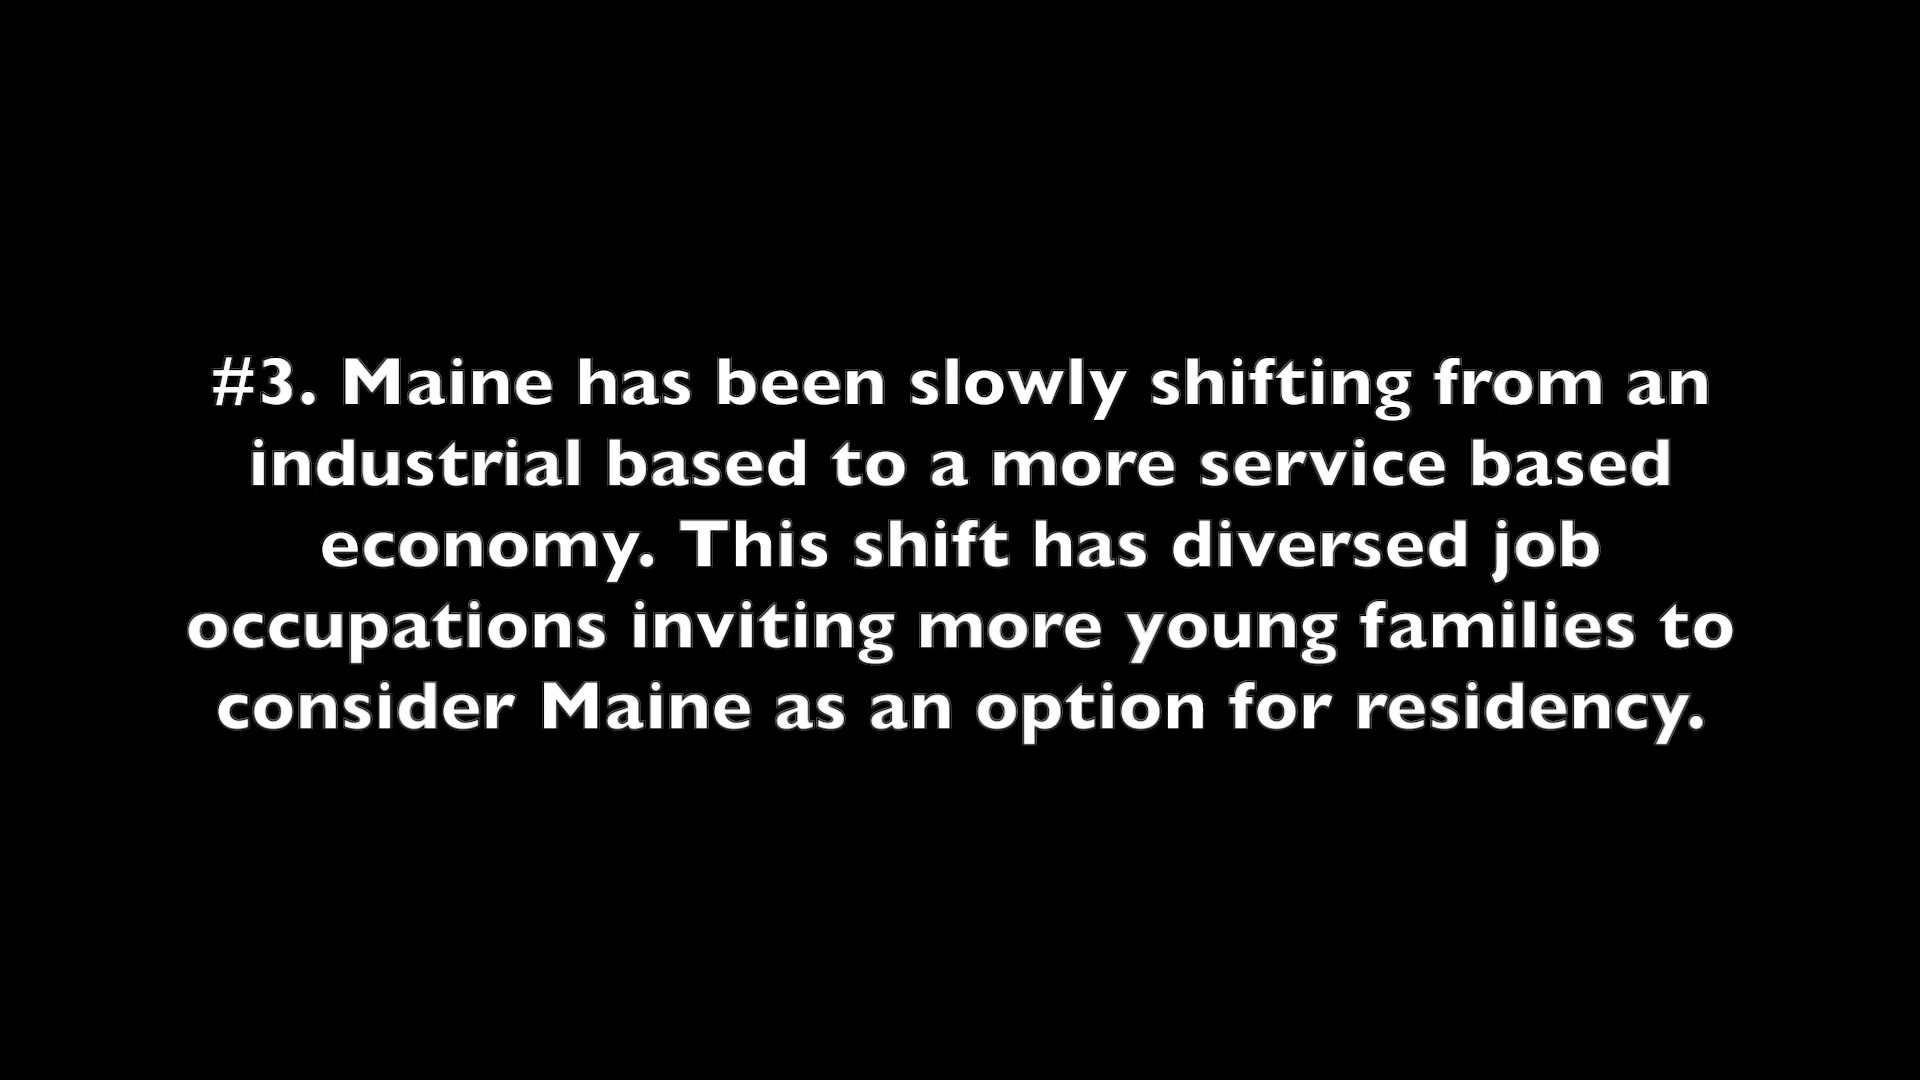 #3. Maine has been slowly shifting from an
industrial based to a more service based
economy. This shift has diversed job
occupations inviting more young families to
consider Maine as an option for residency.